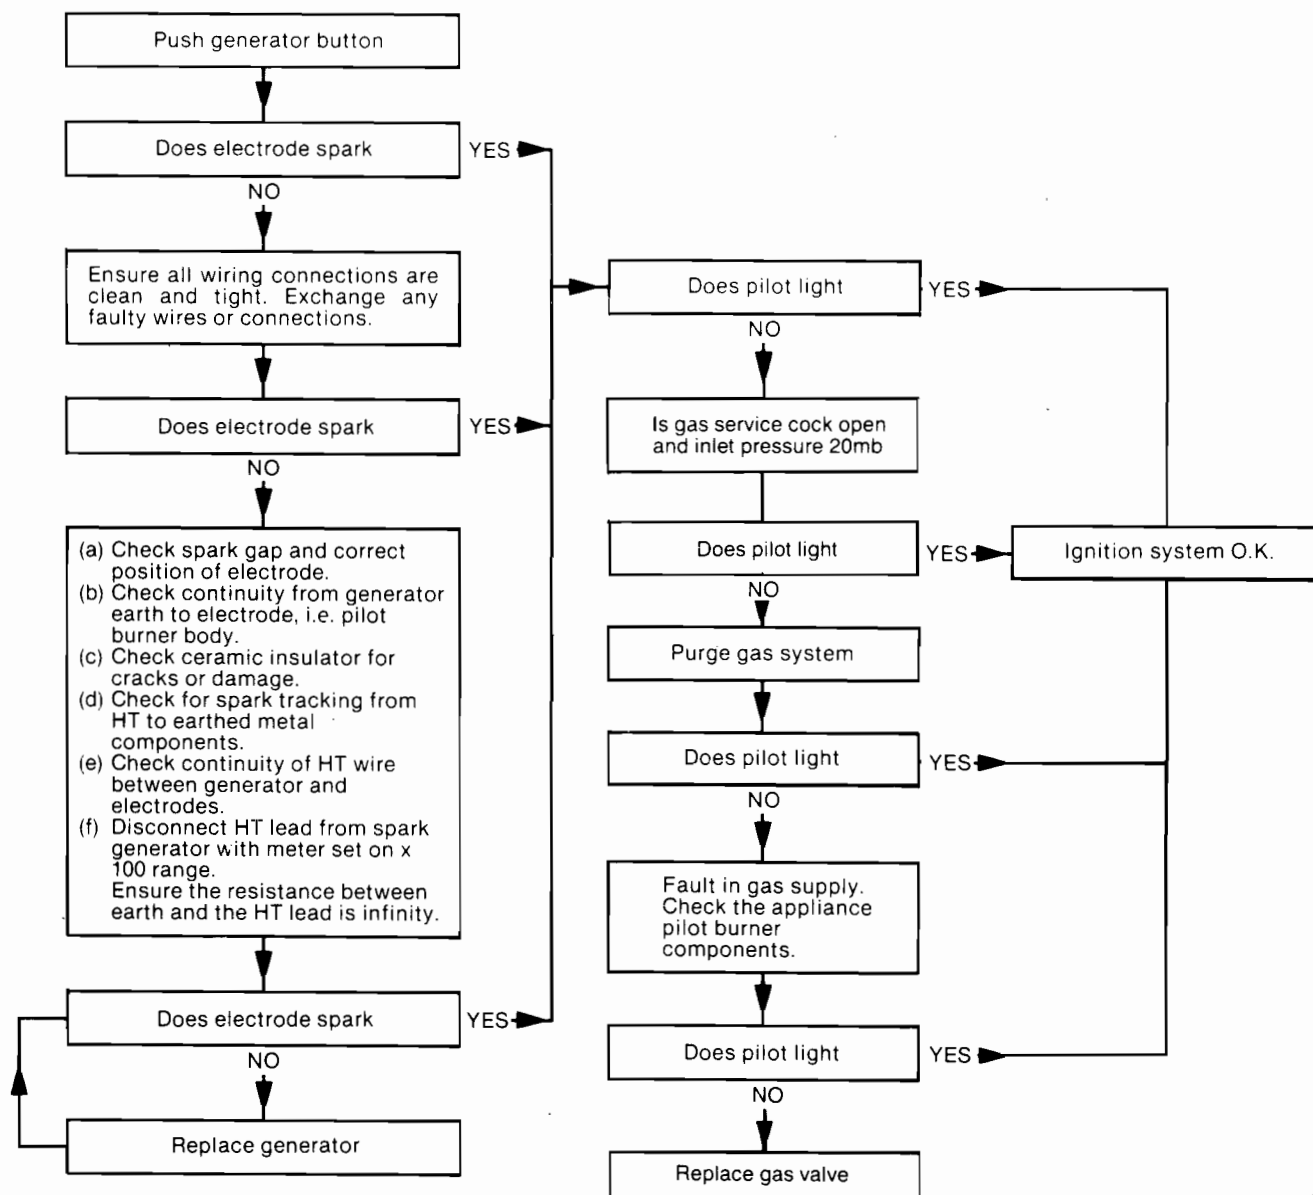 Push generator button
Does electrode spark
YES
NO
Ensure all wiring connections are
clean and tight. Exchange any
faulty wires or connections.
Does electrode spark
YES
NO
(a) Check spark gap and correct
position of electrode.
(b) Check continuity from generator
earth to electrode, i.e. pilot
burner body.
(c) Check ceramic insulator for
cracks or damage.
(d) Check for spark tracking from
HT to earthed metal
components.
(e) Check continuity of HT wire
between generator and
electrodes.
(f) Disconnect HT lead from spark
generator with meter set on x
100 range.
Ensure the resistance between
earth and the HT lead is infinity.
Does electrode spark
YES
NO
Replace generator
Does pilot light
YES
NO
Is gas service cock open
and inlet pressure 20mb
Does pilot light
YES
Ignition system O.K.
NO
Purge gas system
Does pilot light
YES
NO
Fault in gas supply.
Check the appliance
pilot burner
components.
Does pilot light
YES
NO
Replace gas valve